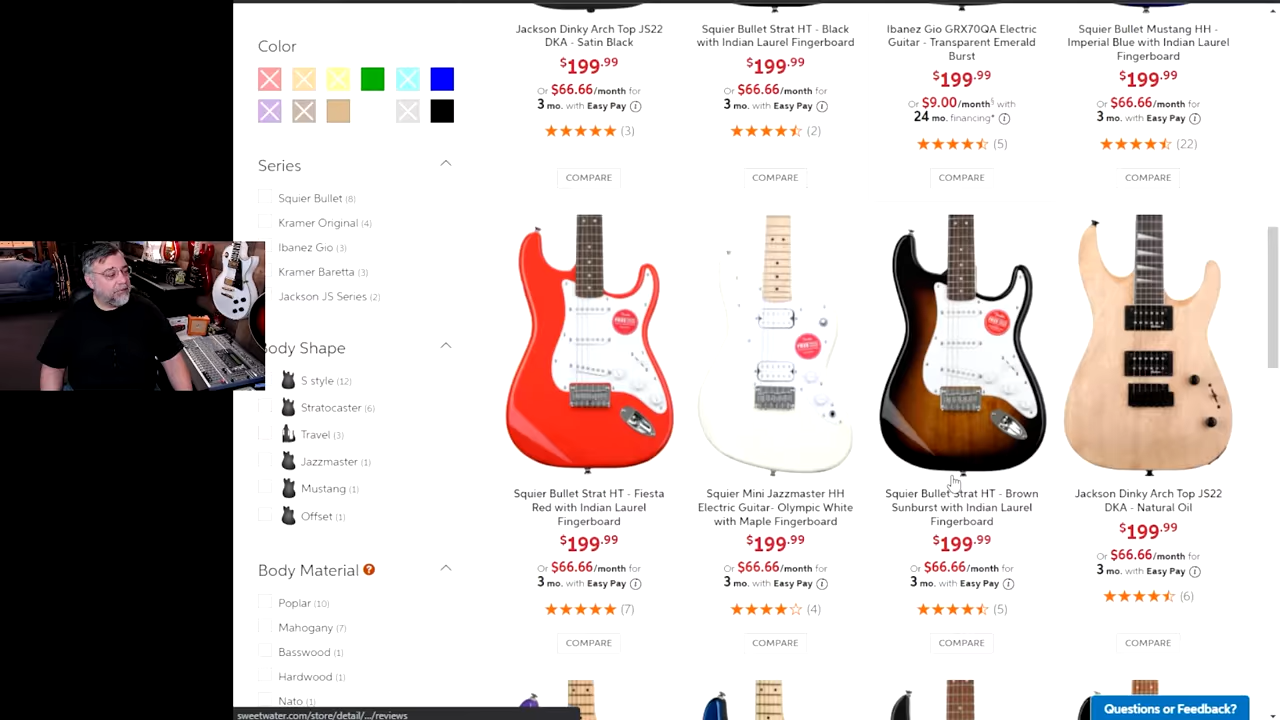 Color
Series
Squier Bullet (8)
Kramer Original (4)
Ibanez Gio (3)
Kramer Baretta (3)
Jackson JS Series (2)
Body Shape
S style (12)
Stratocaster (6)
Travel (3)
Jazzmaster (1)
Mustang (1)
Offset (1)
Body Material ?
Poplar (10)
Mahogany (7)
Basswood (1)
Hardwood (1)
Nato (1)
Jackson Dinky Arch Top JS22
DKA - Satin Black
$199.99
Or $66.66/month for
3 mo. with Easy Pay i
(3)
COMPARE
Squier Bullet Strat HT - Black
with Indian Laurel Fingerboard
$199.99
Or $66.66/month for
3 mo. with Easy Pay i
(2)
COMPARE
Ibanez Gio GRX70QA Electric
Guitar - Transparent Emerald
Burst
$199.99
Or $9.00/month§ with
24 mo. financing* i
(5)
COMPARE
Squier Bullet Mustang HH -
Imperial Blue with Indian Laurel
Fingerboard
$199.99
Or $66.66/month for
3 mo. with Easy Pay i
(22)
COMPARE
Squier Bullet Strat HT - Fiesta
Red with Indian Laurel
Fingerboard
$199.99
Or $66.66/month for
3 mo. with Easy Pay i
(7)
COMPARE
Squier Mini Jazzmaster HH
Electric Guitar- Olympic White
with Maple Fingerboard
$199.99
Or $66.66/month for
3 mo. with Easy Pay i
(4)
COMPARE
Squier Bullet Strat HT - Brown
Sunburst with Indian Laurel
Fingerboard
$199.99
Or $66.66/month for
3 mo. with Easy Pay i
(5)
COMPARE
Jackson Dinky Arch Top JS22
DKA - Natural Oil
$199.99
Or $66.66/month for
3 mo. with Easy Pay i
(6)
COMPARE
Questions or Feedback?
sweetwater.com/store/detail/.../reviews